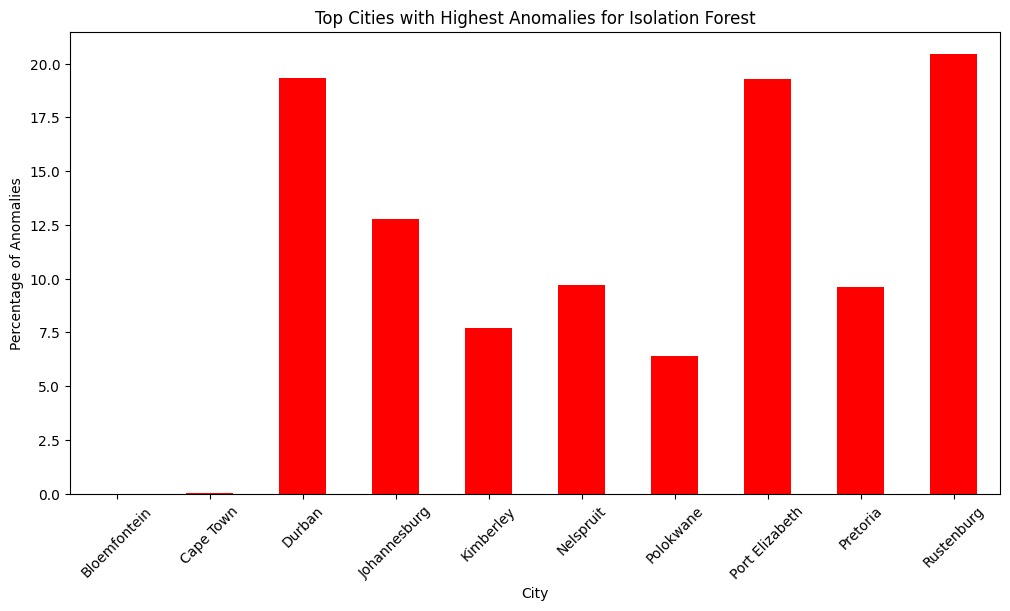 Top Cities with Highest Anomalies for Isolation Forest
Percentage of Anomalies
20.0
17.5
15.0
12.5
10.0
7.5
5.0
2.5
0.0
Bloemfontein
Cape Town
Durban
Johannesburg
Kimberley
Nelspruit
Polokwane
Port Elizabeth
Pretoria
Rustenburg
City